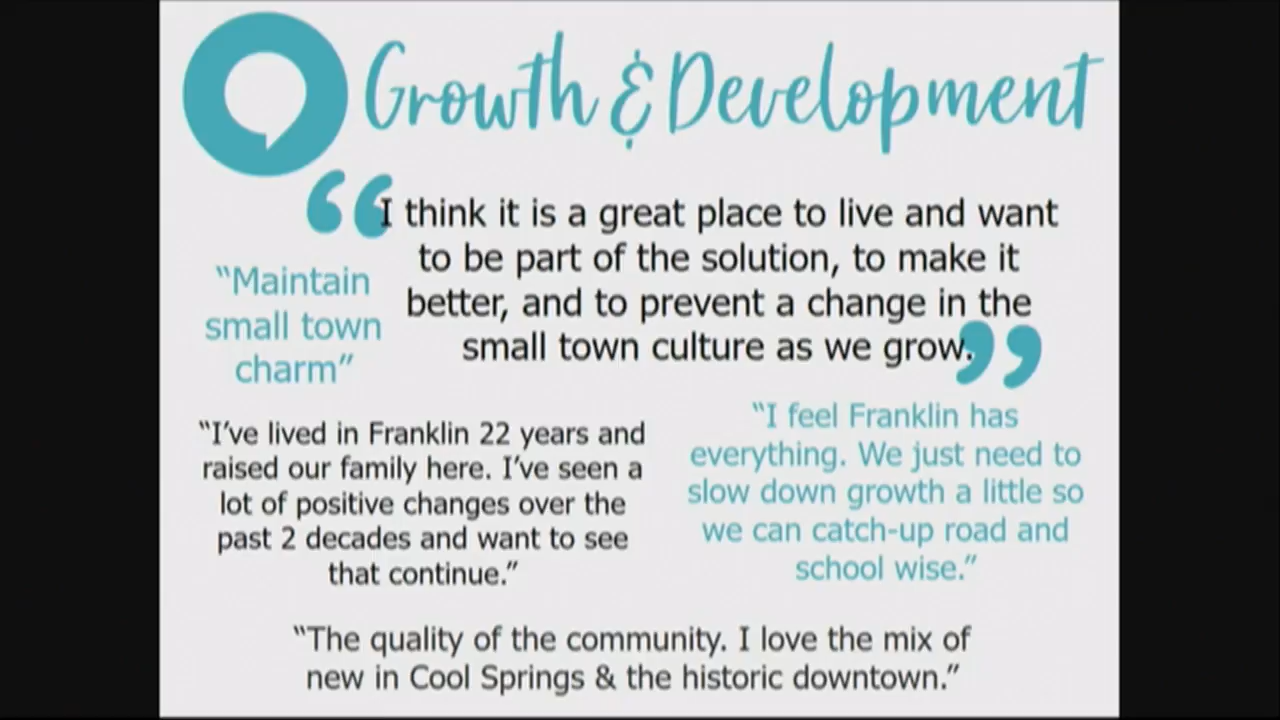 Growth & Development
I think it is a great place to live and want
to be part of the solution, to make it
better, and to prevent a change in the
small town culture as we grow.
“Maintain
small town
charm”
“I’ve lived in Franklin 22 years and
raised our family here. I’ve seen a
lot of positive changes over the
past 2 decades and want to see
that continue.”
“I feel Franklin has
everything. We just need to
slow down growth a little so
we can catch-up road and
school wise.”
“The quality of the community. I love the mix of
new in Cool Springs & the historic downtown.”